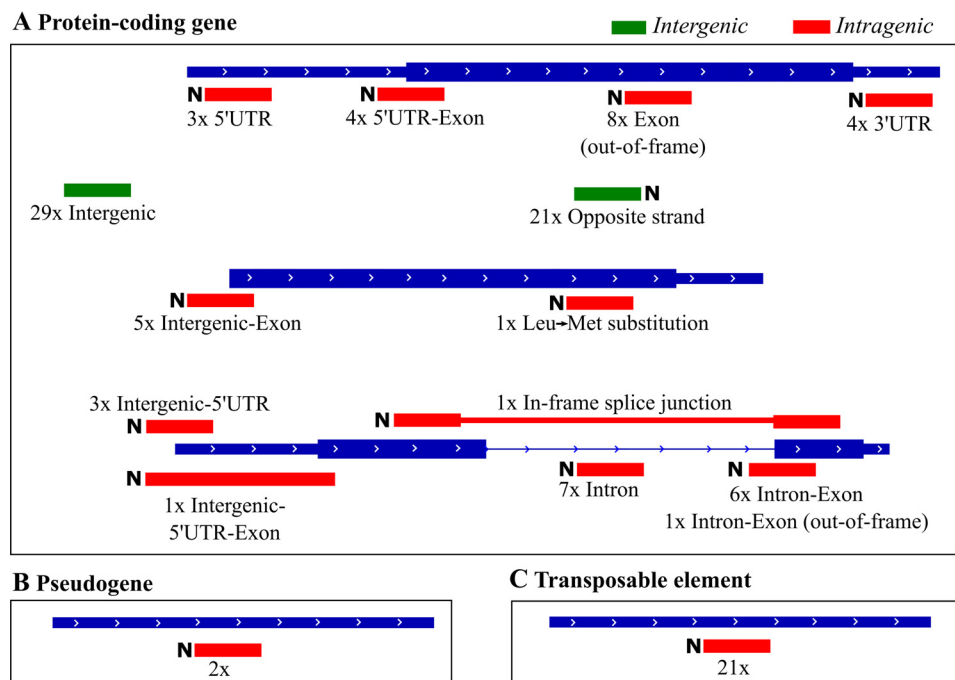 A Protein-coding gene
Intergenic
Intragenic
N
N
N
N
3x 5'UTR
4x 5'UTR-Exon
8x Exon
(out-of-frame)
4x 3'UTR
29x Intergenic
N
21x Opposite strand
N
5x Intergenic-Exon
N
1x Leu→Met substitution
3x Intergenic-5'UTR
N
N
1x In-frame splice junction
N
1x Intergenic-
5'UTR-Exon
N
7x Intron
N
6x Intron-Exon
1x Intron-Exon (out-of-frame)
B Pseudogene
N
2x
C Transposable element
N
21x